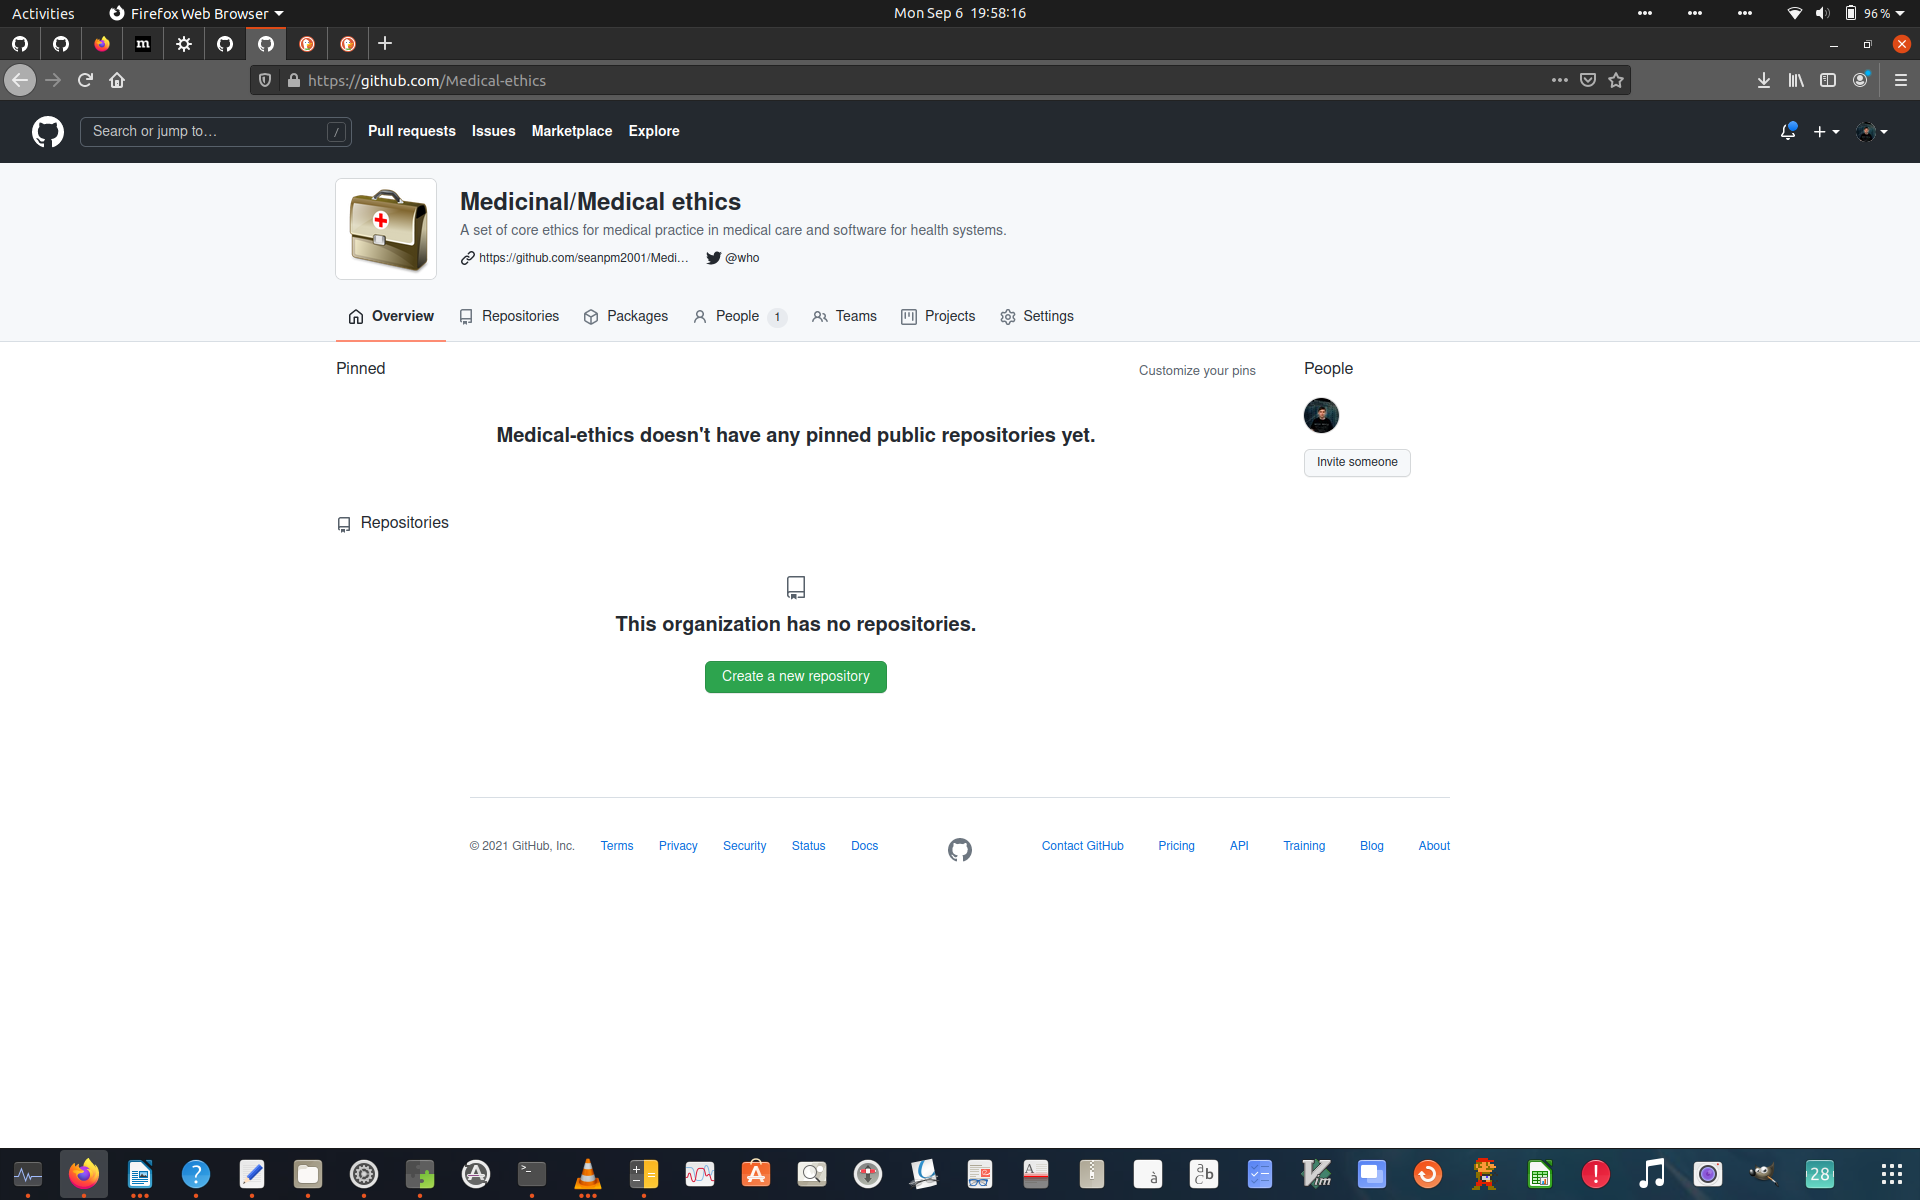 Activities Firefox Web Browser Mon Sep 6 19:58:16 96 %
m
https://github.com/Medical-ethics
Search or jump to… / Pull requests Issues Marketplace Explore
Medicinal/Medical ethics
A set of core ethics for medical practice in medical care and software for health systems.
https://github.com/seanpm2001/Medi… @who
Overview Repositories Packages People 1 Teams Projects Settings
Pinned Customize your pins People
Medical-ethics doesn't have any pinned public repositories yet.
Invite someone
Repositories
This organization has no repositories.
Create a new repository
© 2021 GitHub, Inc. Terms Privacy Security Status Docs Contact GitHub Pricing API Training Blog About
? >_ A à a b c Vim ! 28